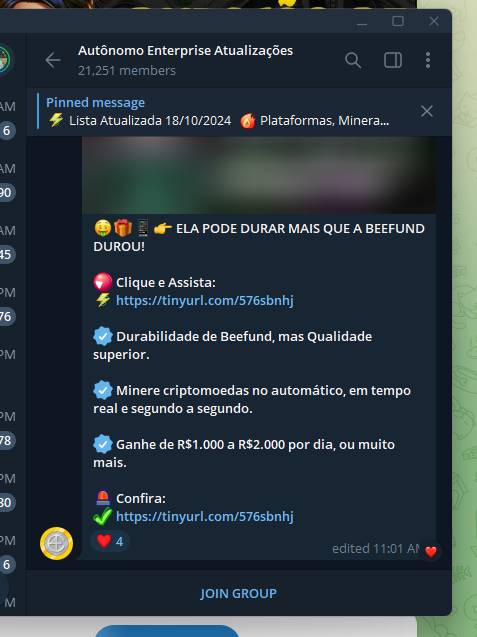 Autônomo Enterprise Atualizações
21,251 members
Pinned message
⚡ Lista Atualizada 18/10/2024 🔥 Plataformas, Minera...
AM
6
AM
90
AM
45
PM
76
PM
PM
78
PM
30
PM
6
M
🤑🎁📱👉 ELA PODE DURAR MAIS QUE A BEEFUND
DUROU!
Clique e Assista:
⚡ https://tinyurl.com/576sbnhj
Durabilidade de Beefund, mas Qualidade
superior.
Minere criptomoedas no automático, em tempo
real e segundo a segundo.
Ganhe de R$1.000 a R$2.000 por dia, ou muito
mais.
🚨 Confira:
✅ https://tinyurl.com/576sbnhj
❤️ 4
edited 11:01 AM
JOIN GROUP